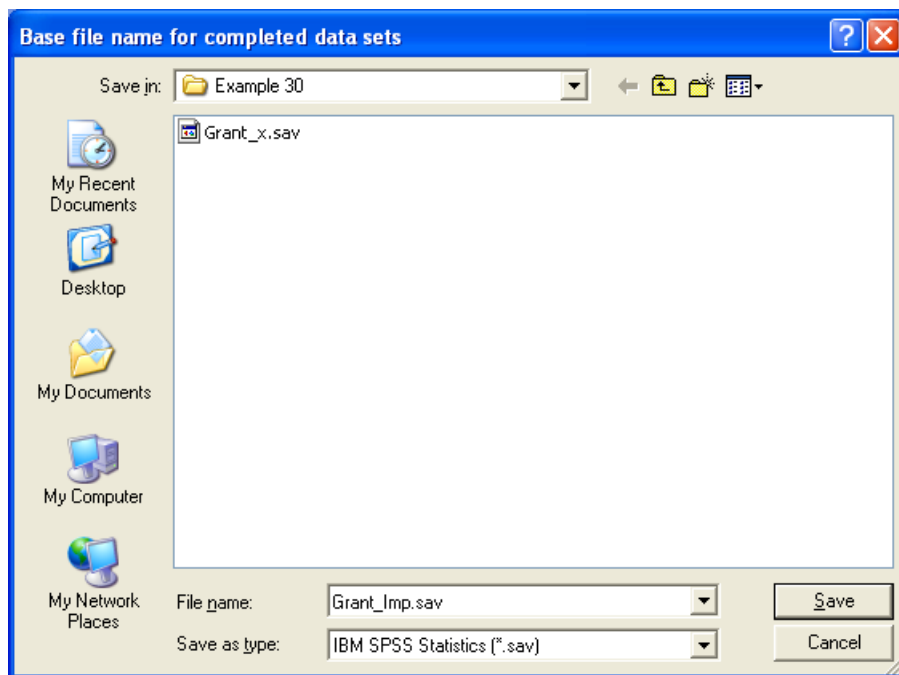 Base file name for completed data sets
Save in:
Example 30
My Recent
Documents
Desktop
My Documents
My Computer
My Network
Places
Grant_x.sav
File name:
Grant_Imp.sav
Save
Save as type:
IBM SPSS Statistics (*.sav)
Cancel